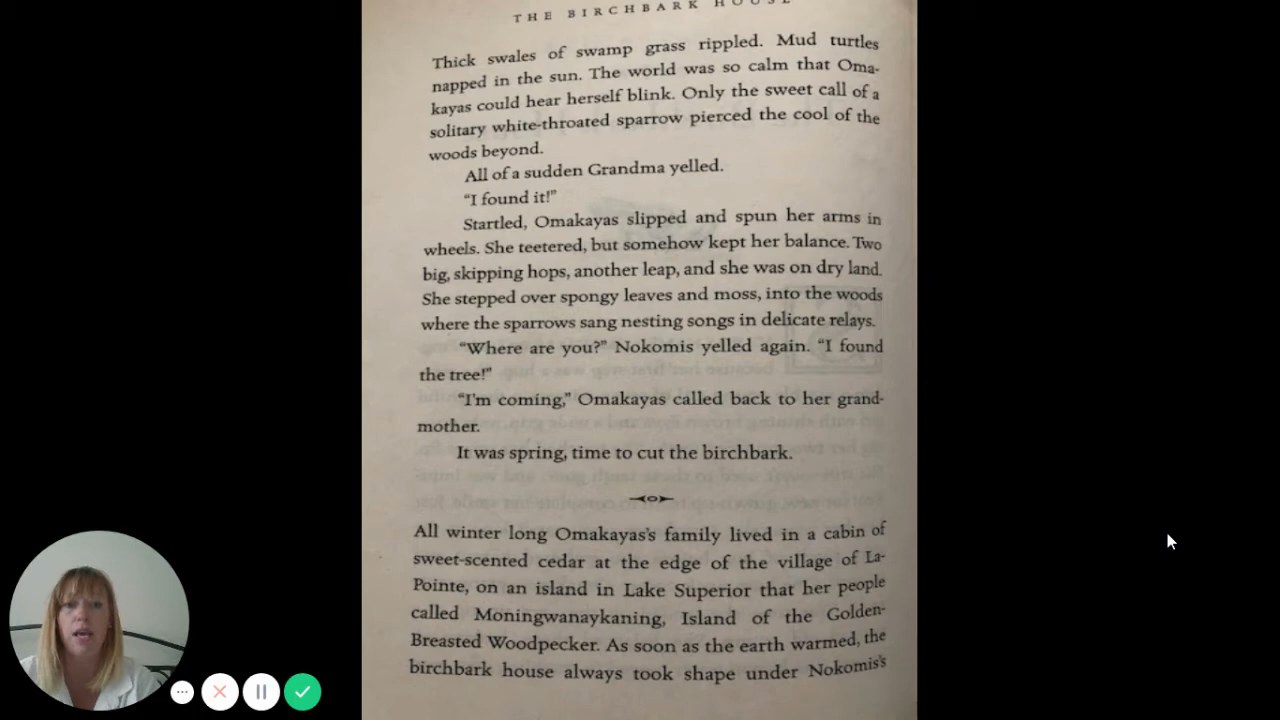 THE BIRCHBARK HOUSE
Thick swales of swamp grass rippled. Mud turtles
napped in the sun. The world was so calm that Oma-
kayas could hear herself blink. Only the sweet call of a
solitary white-throated sparrow pierced the cool of the
woods beyond.
All of a sudden Grandma yelled.
"I found it!"
Startled, Omakayas slipped and spun her arms in
wheels. She teetered, but somehow kept her balance. Two
big, skipping hops, another leap, and she was on dry land.
She stepped over spongy leaves and moss, into the woods
where the sparrows sang nesting songs in delicate relays.
"Where are you?" Nokomis yelled again. "I found
the tree!"
"I'm coming," Omakayas called back to her grand-
mother.
It was spring, time to cut the birchbark.
All winter long Omakayas's family lived in a cabin of
sweet-scented cedar at the edge of the village of La-
Pointe, on an island in Lake Superior that her people
called Moningwanaykaning, Island of the Golden-
Breasted Woodpecker. As soon as the earth warmed, the
birchbark house always took shape under Nokomis's